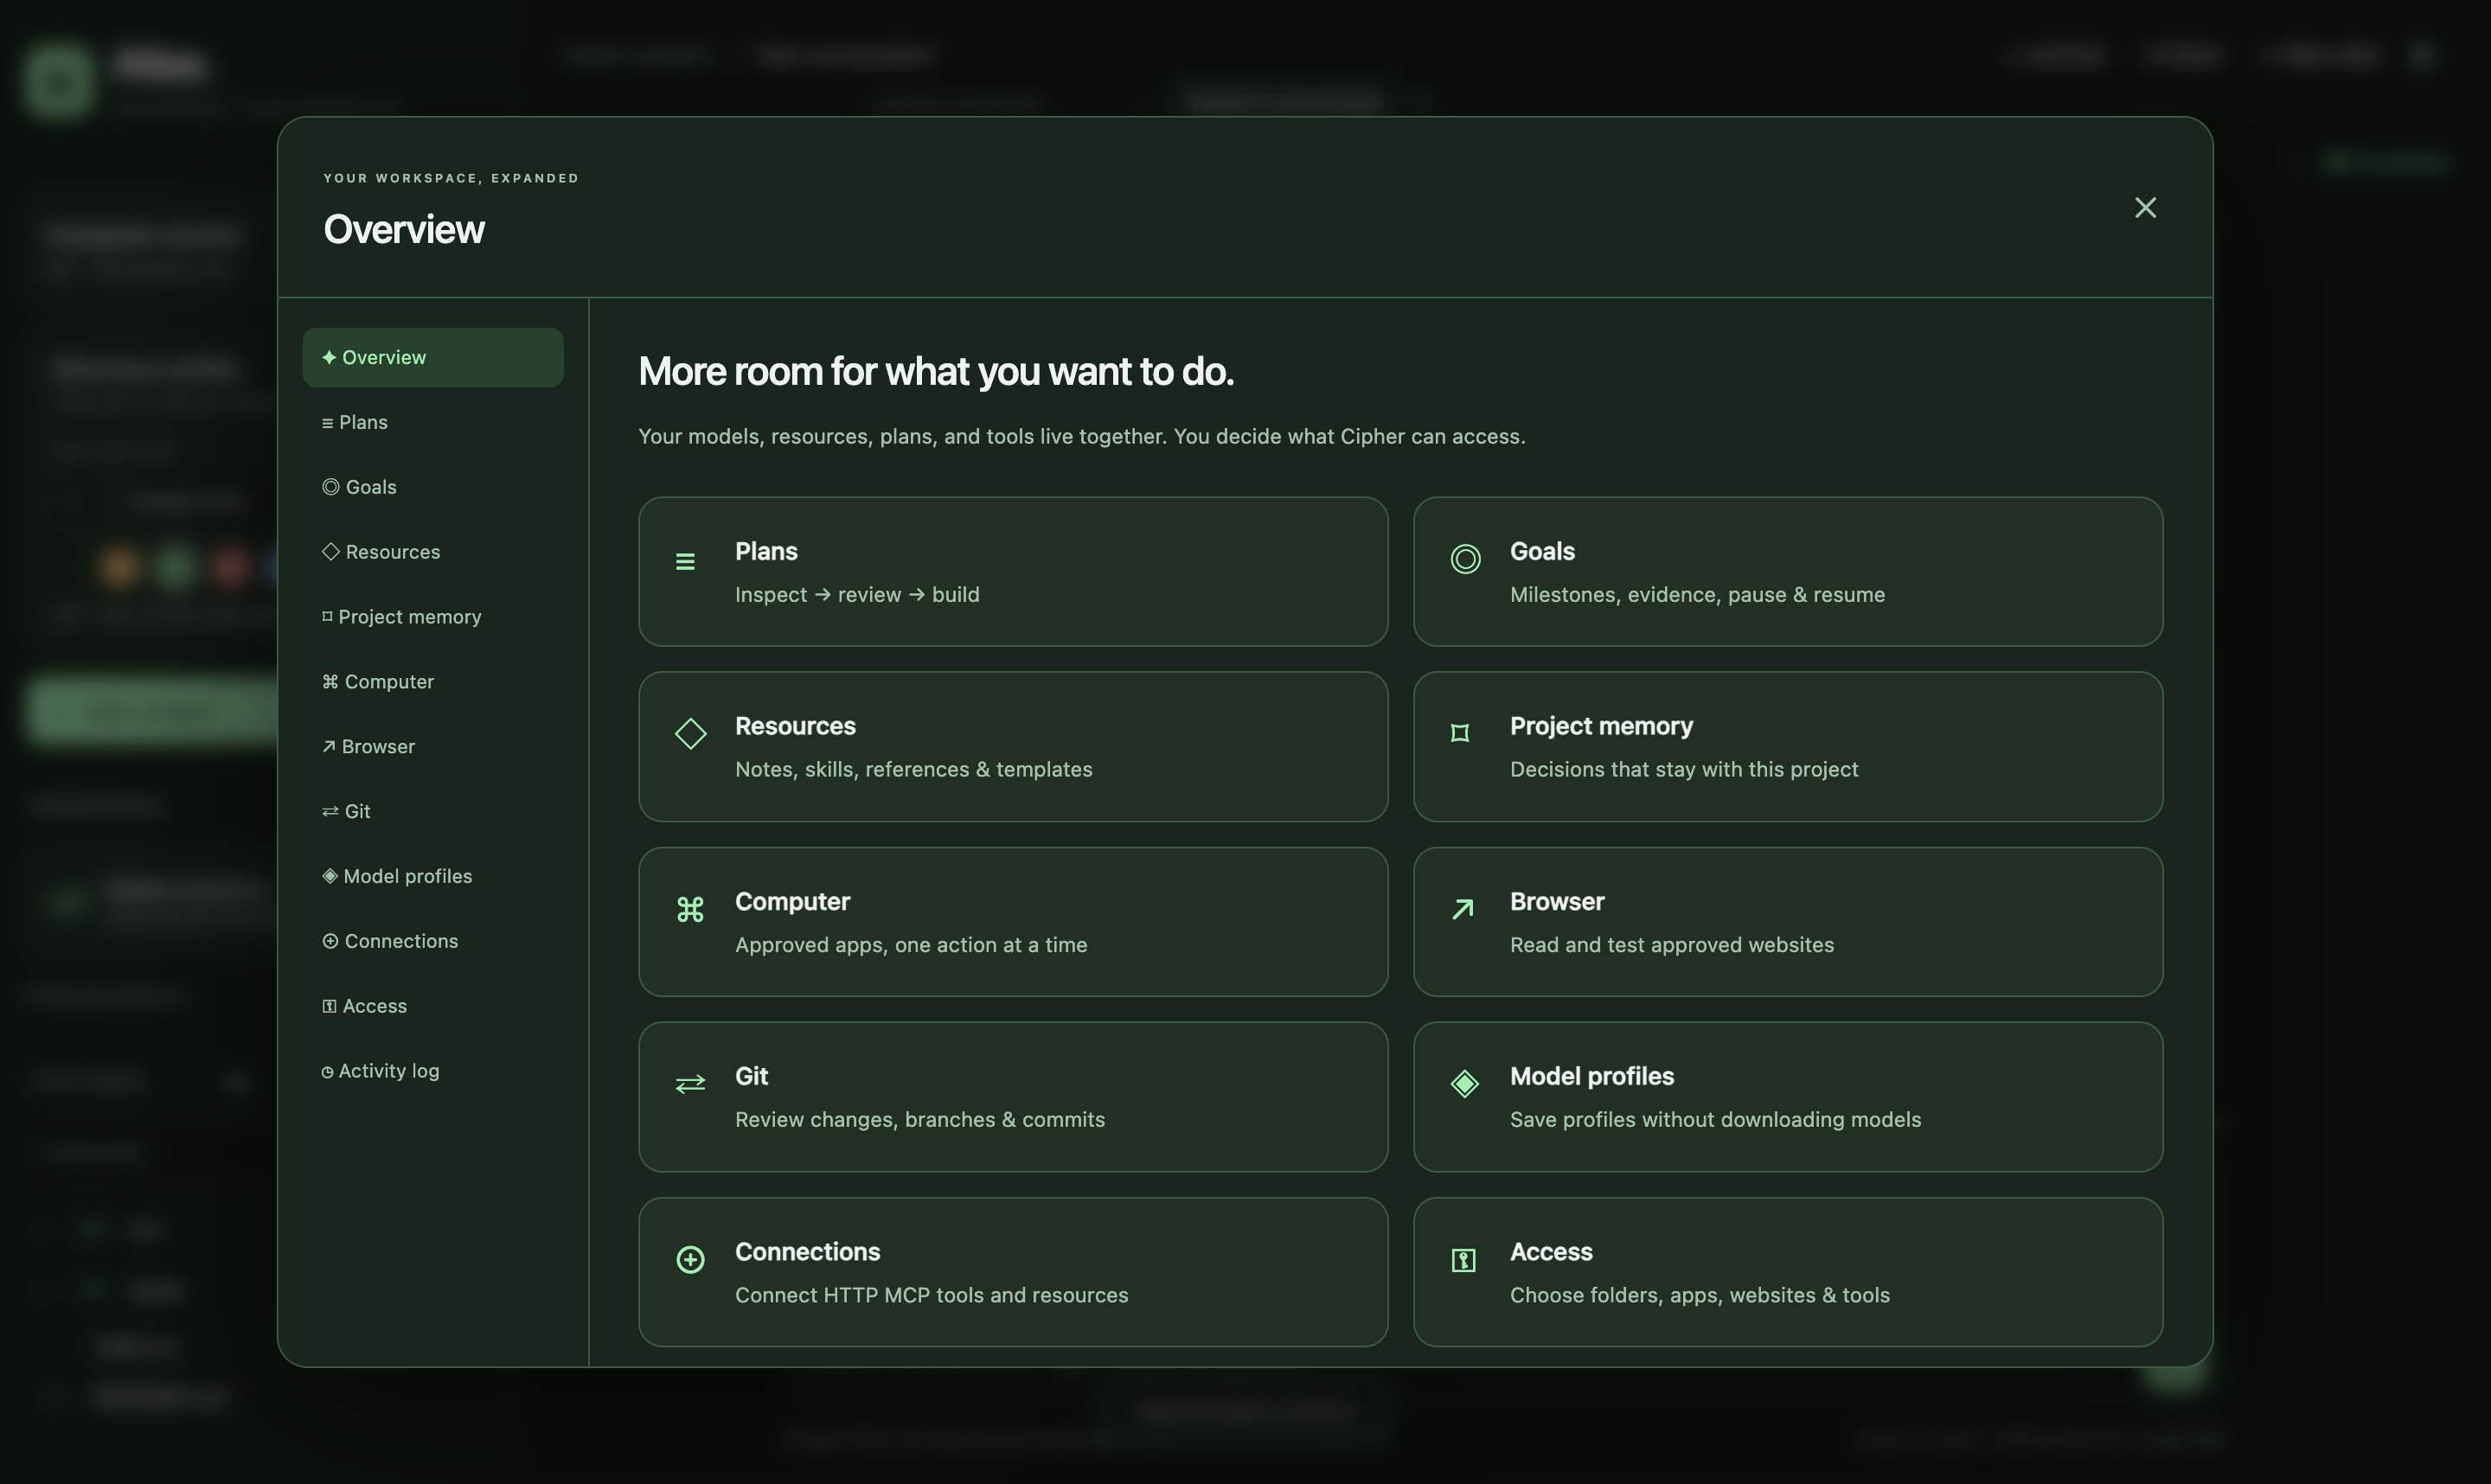 YOUR WORKSPACE, EXPANDED
Overview
Overview
Plans
Goals
Resources
Project memory
Computer
Browser
Git
Model profiles
Connections
Access
Activity log
More room for what you want to do.
Your models, resources, plans, and tools live together. You decide what Cipher can access.
Plans
Inspect → review → build
Goals
Milestones, evidence, pause & resume
Resources
Notes, skills, references & templates
Project memory
Decisions that stay with this project
Computer
Approved apps, one action at a time
Browser
Read and test approved websites
Git
Review changes, branches & commits
Model profiles
Save profiles without downloading models
Connections
Connect HTTP MCP tools and resources
Access
Choose folders, apps, websites & tools